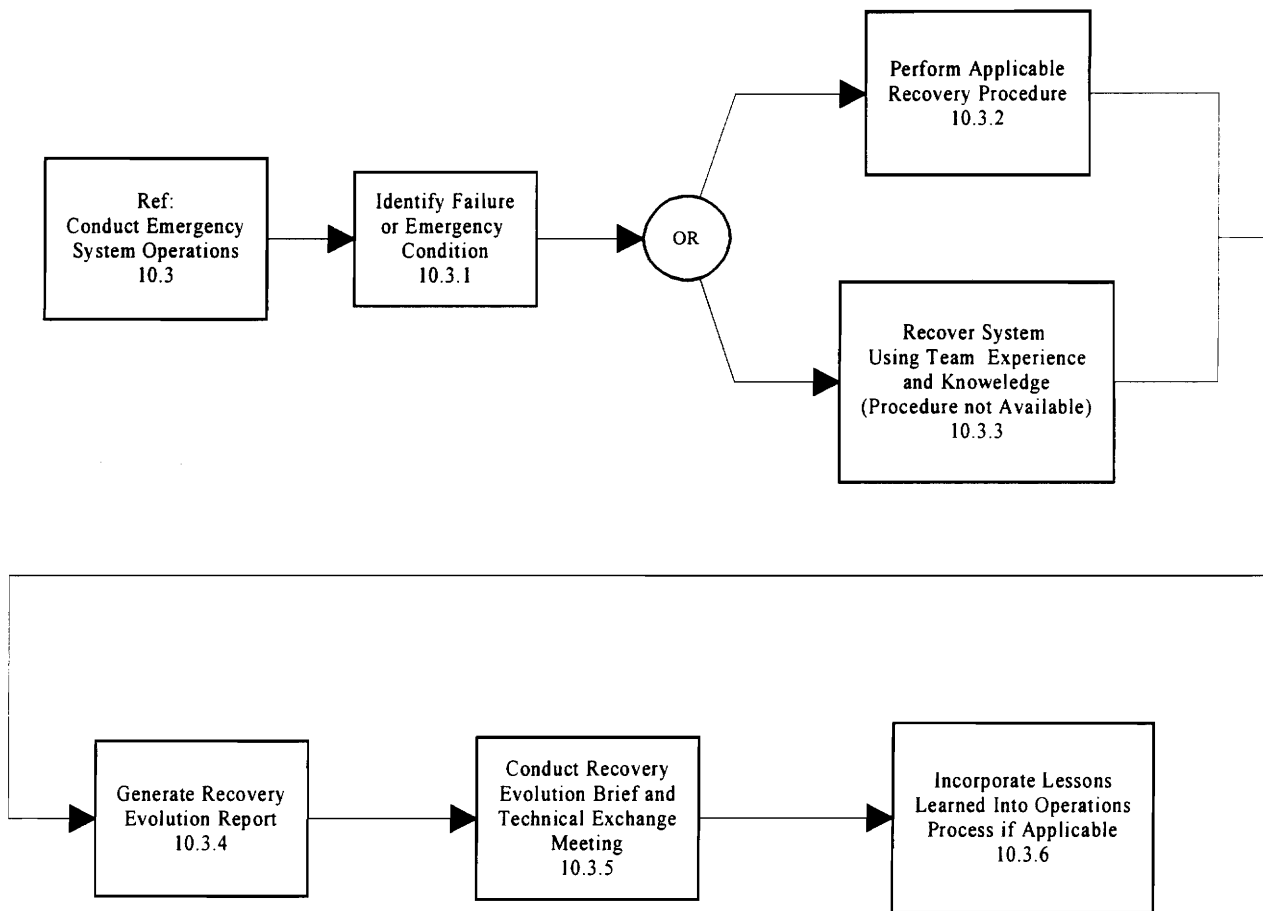 Ref:
Conduct Emergency
System Operations
10.3
Identify Failure
or Emergency
Condition
10.3.1
OR
Perform Applicable
Recovery Procedure
10.3.2
Recover System
Using Team Experience
and Knoweledge
(Procedure not Available)
10.3.3
Generate Recovery
Evolution Report
10.3.4
Conduct Recovery
Evolution Brief and
Technical Exchange
Meeting
10.3.5
Incorporate Lessons
Learned Into Operations
Process if Applicable
10.3.6